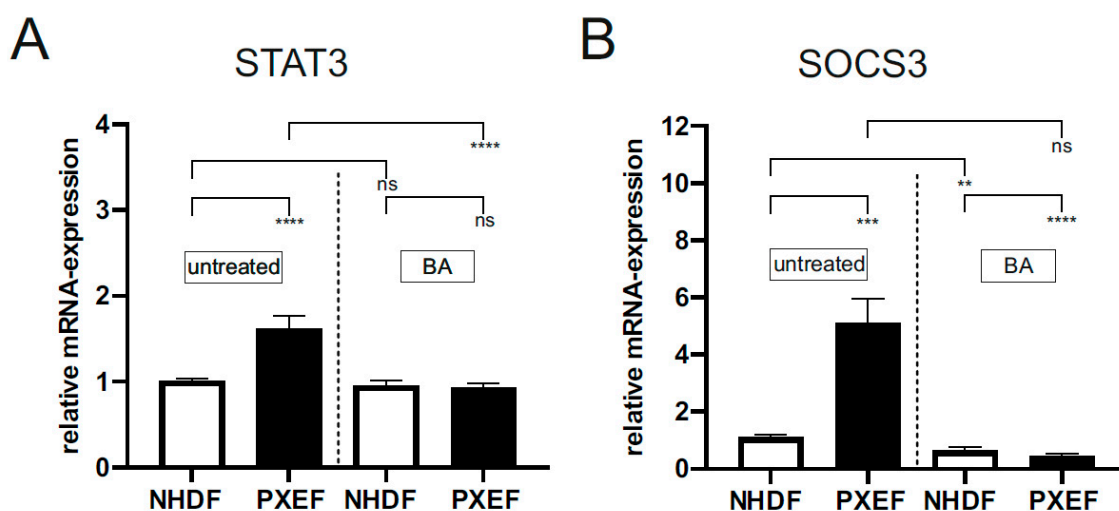 A
STAT3
relative mRNA-expression
4
3
2
1
0
****
ns
****
ns
untreated
BA
NHDF
PXEF
NHDF
PXEF
B
SOCS3
relative mRNA-expression
12
10
8
6
4
2
0
ns
**
***
****
untreated
BA
NHDF
PXEF
NHDF
PXEF